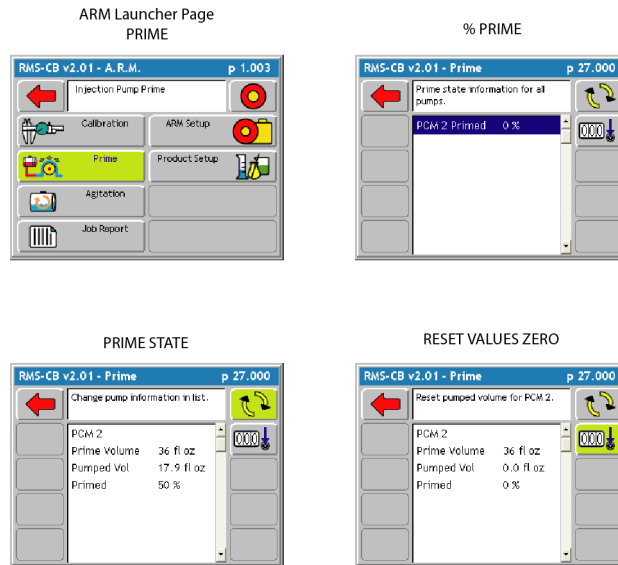 ARM Launcher Page
PRIME
RMS-CB v2.01 - A.R.M. p 1.003
Injection Pump Prime
Calibration ARM Setup
Prime Product Setup
Agitation
Job Report
% PRIME
RMS-CB v2.01 - Prime p 27.000
Prime state information for all
pumps.
PCM 2 Primed 0 %
000
PRIME STATE
RMS-CB v2.01 - Prime p 27.000
Change pump information in list.
PCM 2
000
Prime Volume 36 fl oz
Pumped Vol 17.9 fl oz
Primed 50 %
RESET VALUES ZERO
RMS-CB v2.01 - Prime p 27.000
Reset pumped volume for PCM 2.
PCM 2
000
Prime Volume 36 fl oz
Pumped Vol 0.0 fl oz
Primed 0 %